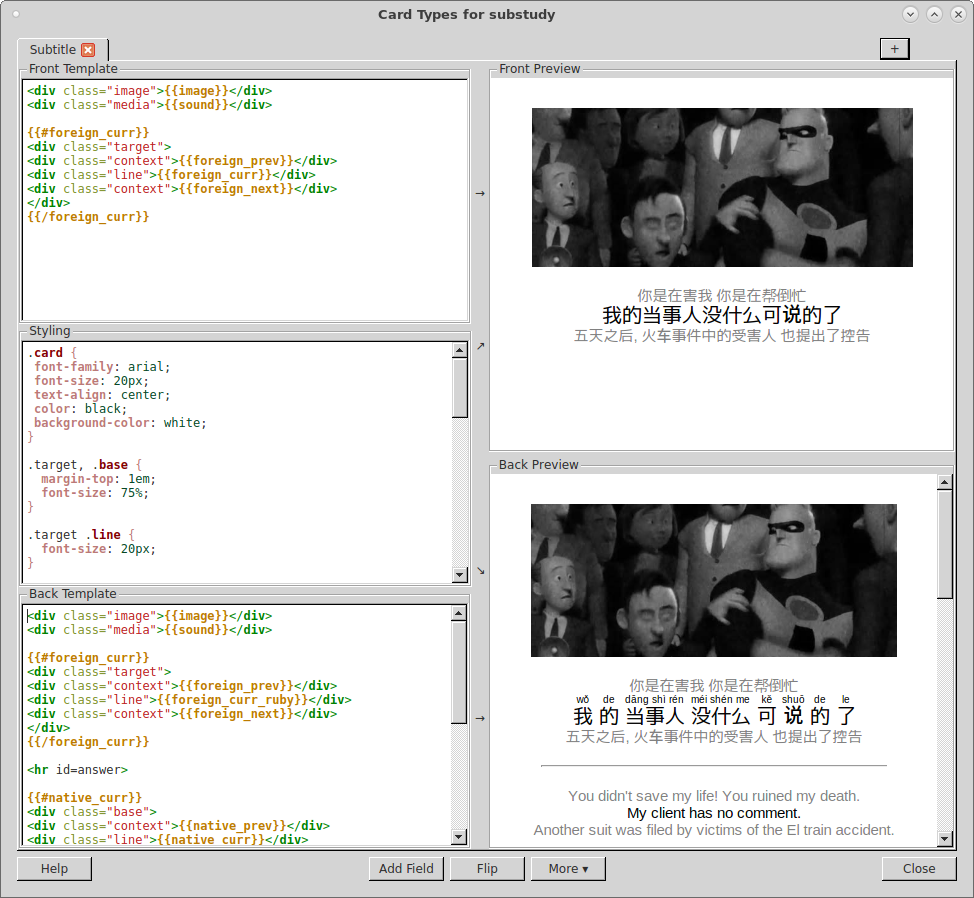 Card Types for substudy
Subtitle
+
Front Template
<div class="image">{{image}}</div>
<div class="media">{{sound}}</div>
{{#foreign_curr}}
<div class="target">
<div class="context">{{foreign_prev}}</div>
<div class="line">{{foreign_curr}}</div>
<div class="context">{{foreign_next}}</div>
</div>
{{/foreign_curr}}
Styling
.card {
font-family: arial;
font-size: 20px;
text-align: center;
color: black;
background-color: white;
}
.target, .base {
margin-top: 1em;
font-size: 75%;
}
.target .line {
font-size: 20px;
}
Back Template
<div class="image">{{image}}</div>
<div class="media">{{sound}}</div>
{{#foreign_curr}}
<div class="target">
<div class="context">{{foreign_prev}}</div>
<div class="line">{{foreign_curr_ruby}}</div>
<div class="context">{{foreign_next}}</div>
</div>
{{/foreign_curr}}
<hr id=answer>
{{#native_curr}}
<div class="base">
<div class="context">{{native_prev}}</div>
<div class="line">{{native_curr}}</div>
→
↗
↘
→
Front Preview
你是在害我 你是在帮倒忙
我的当事人没什么可说的了
五天之后, 火车事件中的受害人 也提出了控告
Back Preview
你是在害我 你是在帮倒忙
wǒ de dāng shì rén méi shén me kě shuō de le
我 的 当事人 没什么 可 说 的 了
五天之后, 火车事件中的受害人 也提出了控告
You didn't save my life! You ruined my death.
My client has no comment.
Another suit was filed by victims of the El train accident.
Help
Add Field
Flip
More ▾
Close